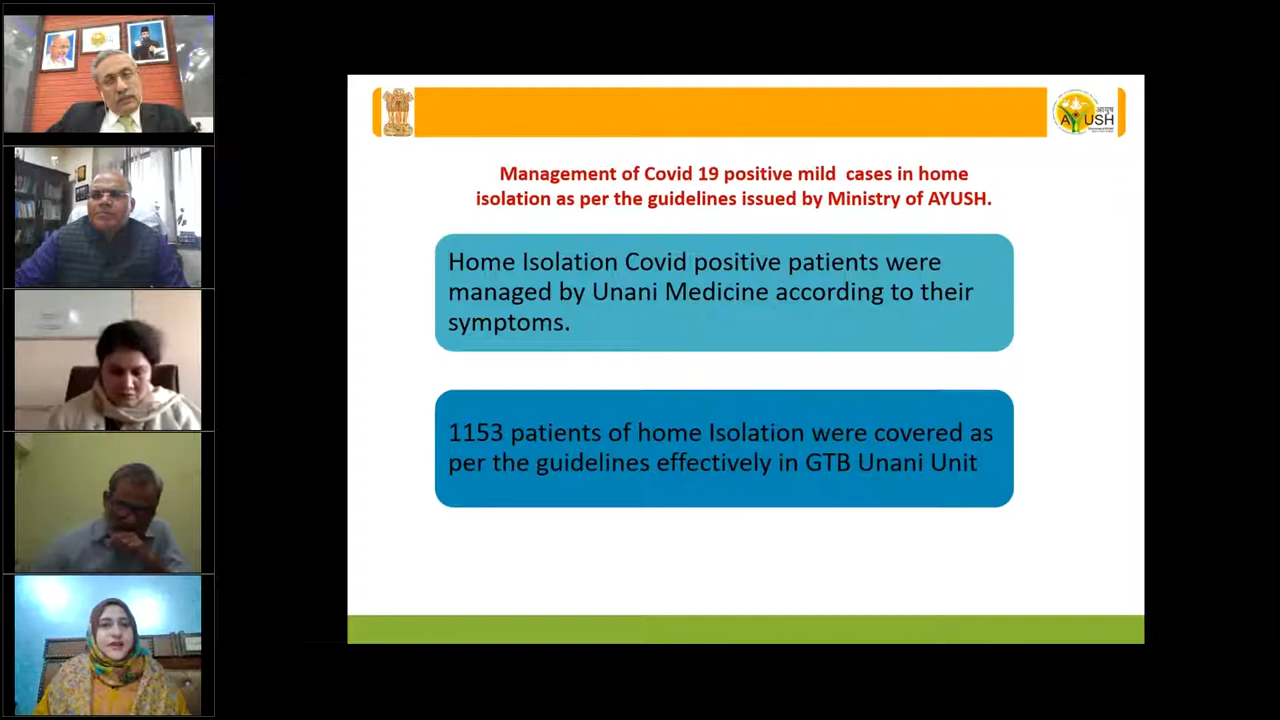 आयुष
AYUSH
Management of Covid 19 positive mild cases in home
isolation as per the guidelines issued by Ministry of AYUSH.
Home Isolation Covid positive patients were
managed by Unani Medicine according to their
symptoms.
1153 patients of home Isolation were covered as
per the guidelines effectively in GTB Unani Unit